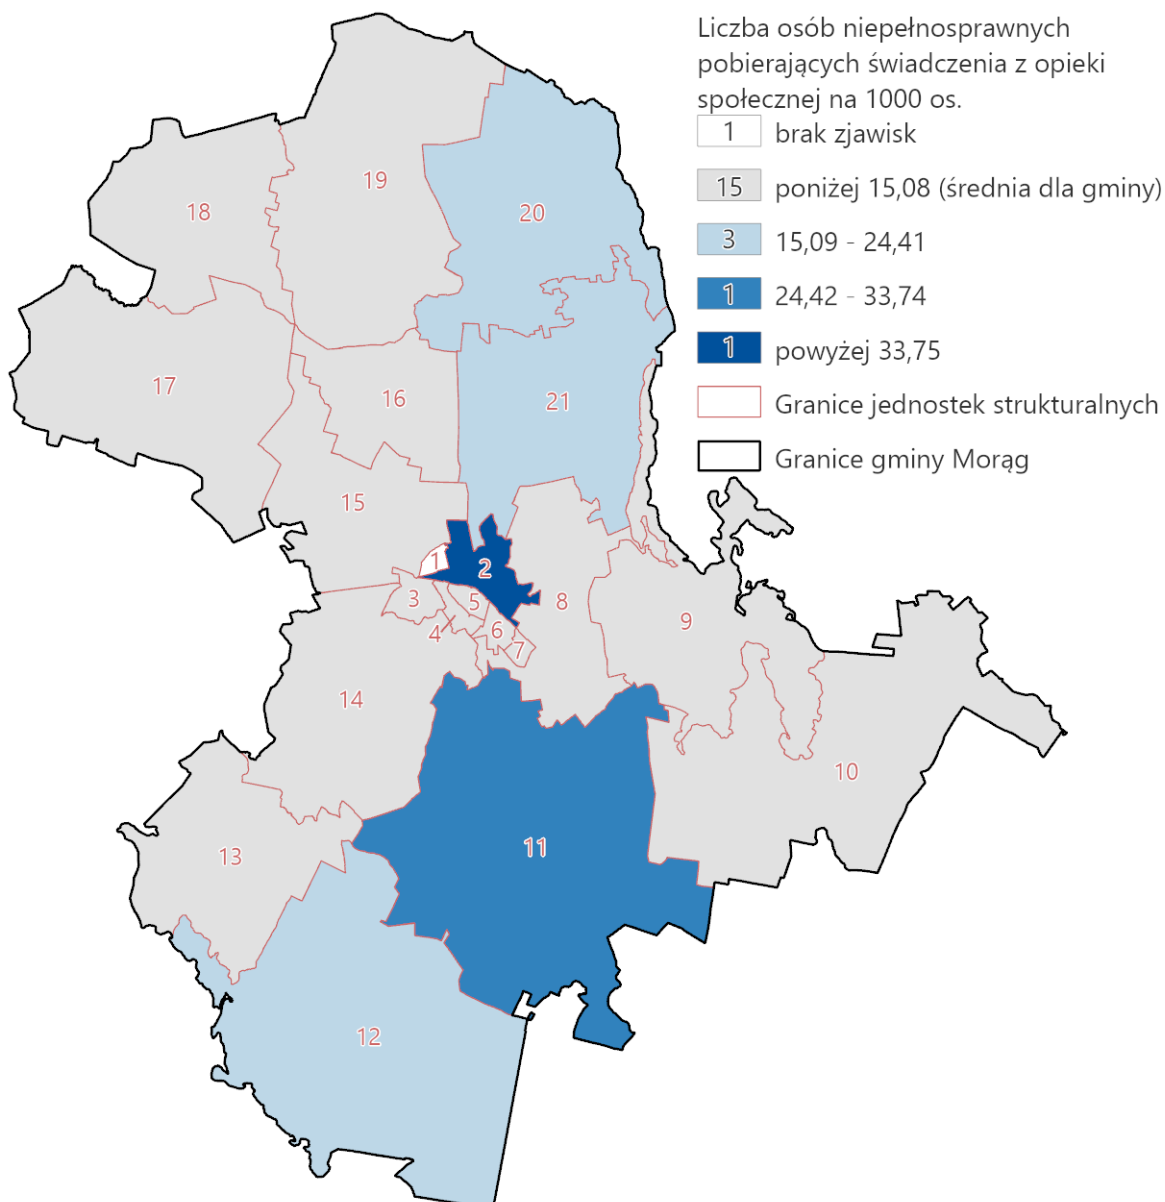 Liczba osób niepełnosprawnych
pobierających świadczenia z opieki
społecznej na 1000 os.
1 brak zjawisk
15 poniżej 15,08 (średnia dla gminy)
3 15,09 - 24,41
1 24,42 - 33,74
1 powyżej 33,75
Granice jednostek strukturalnych
Granice gminy Morąg
19
18
20
17
16
21
15
1
2
3
5
8
4
6
7
9
14
10
11
13
12